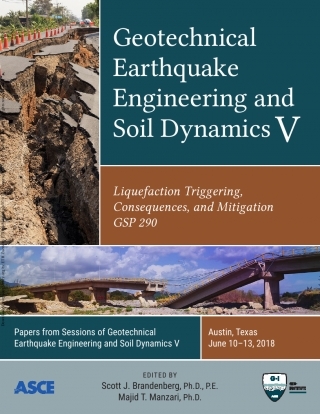 Geotechnical
Earthquake
Engineering and
Soil Dynamics V
Liquefaction Triggering,
Consequences, and Mitigation
GSP 290
Papers from Sessions of Geotechnical
Earthquake Engineering and Soil Dynamics V
Austin, Texas
June 10–13, 2018
EDITED BY
Scott J. Brandenberg, Ph.D., P.E.
Majid T. Manzari, Ph.D.
ASCE
G-I
GEO-
INSTITUTE